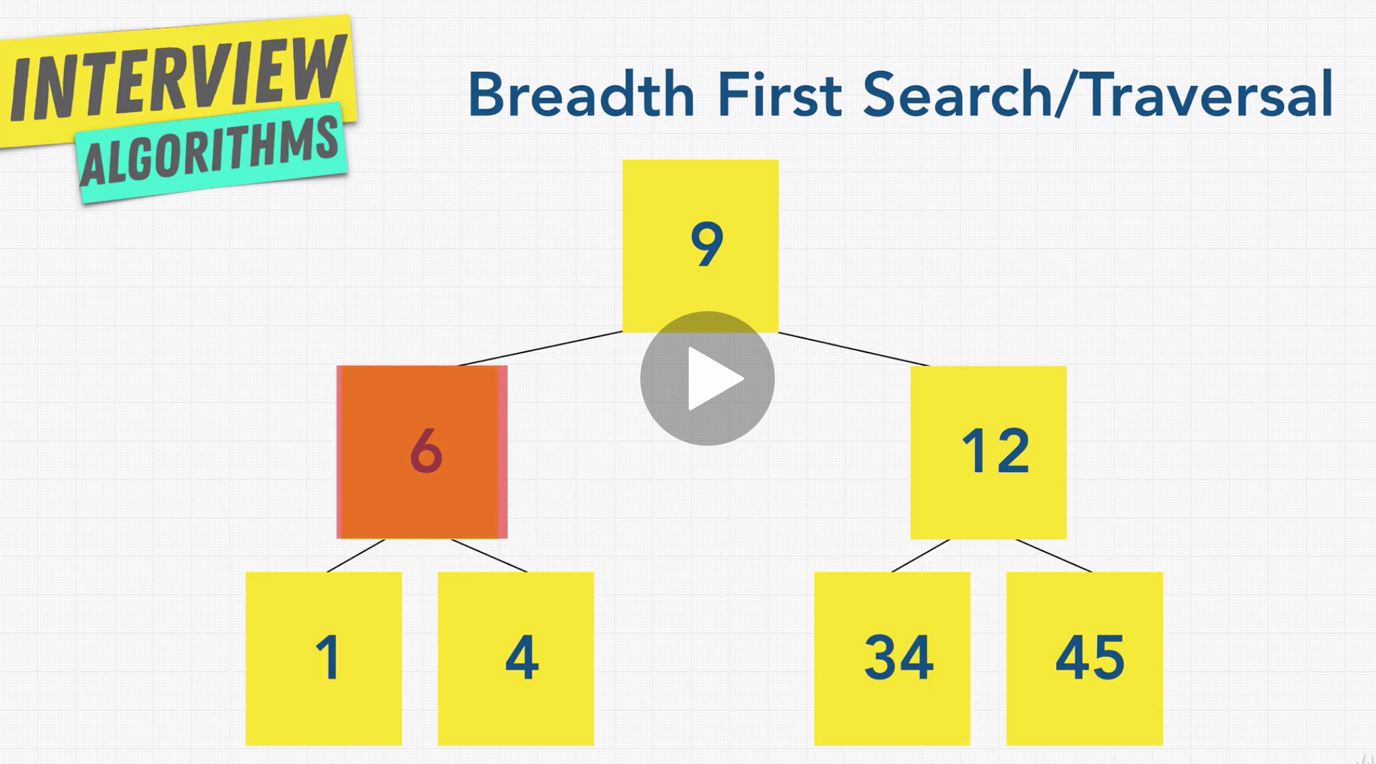 INTERVIEW
ALGORITHMS
Breadth First Search/Traversal
9
6
12
1
4
34
45